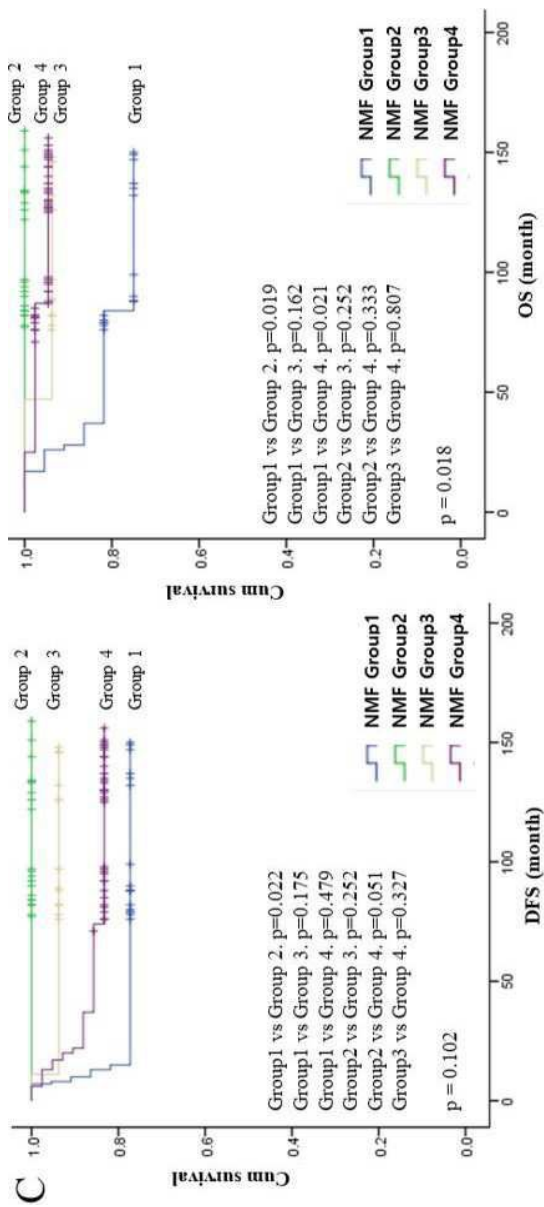 C
Cum survival
1.0
0.8
0.6
0.4
0.2
0.0
0
50
100
150
200
DFS (month)
Group 2
Group 3
Group 4
Group 1
Group1 vs Group 2. p=0.022
Group1 vs Group 3. p=0.175
Group1 vs Group 4. p=0.479
Group2 vs Group 3. p=0.252
Group2 vs Group 4. p=0.051
Group3 vs Group 4. p=0.327
p = 0.102
NMF Group1
NMF Group2
NMF Group3
NMF Group4
Cum survival
1.0
0.8
0.6
0.4
0.2
0.0
0
50
100
150
200
OS (month)
Group 2
Group 4
Group 3
Group 1
Group1 vs Group 2. p=0.019
Group1 vs Group 3. p=0.162
Group1 vs Group 4. p=0.021
Group2 vs Group 3. p=0.252
Group2 vs Group 4. p=0.333
Group3 vs Group 4. p=0.807
p = 0.018
NMF Group1
NMF Group2
NMF Group3
NMF Group4